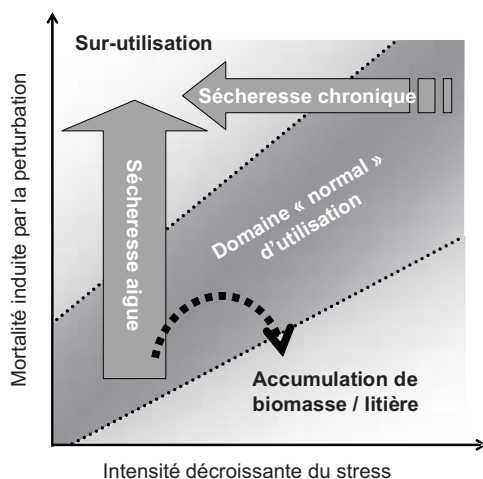 Sur-utilisation
Sécheresse chronique
Mortalité induite par la perturbation
Sécheresse aigue
Domaine « normal »
d’utilisation
Accumulation de
biomasse / litière
Intensité décroissante du stress